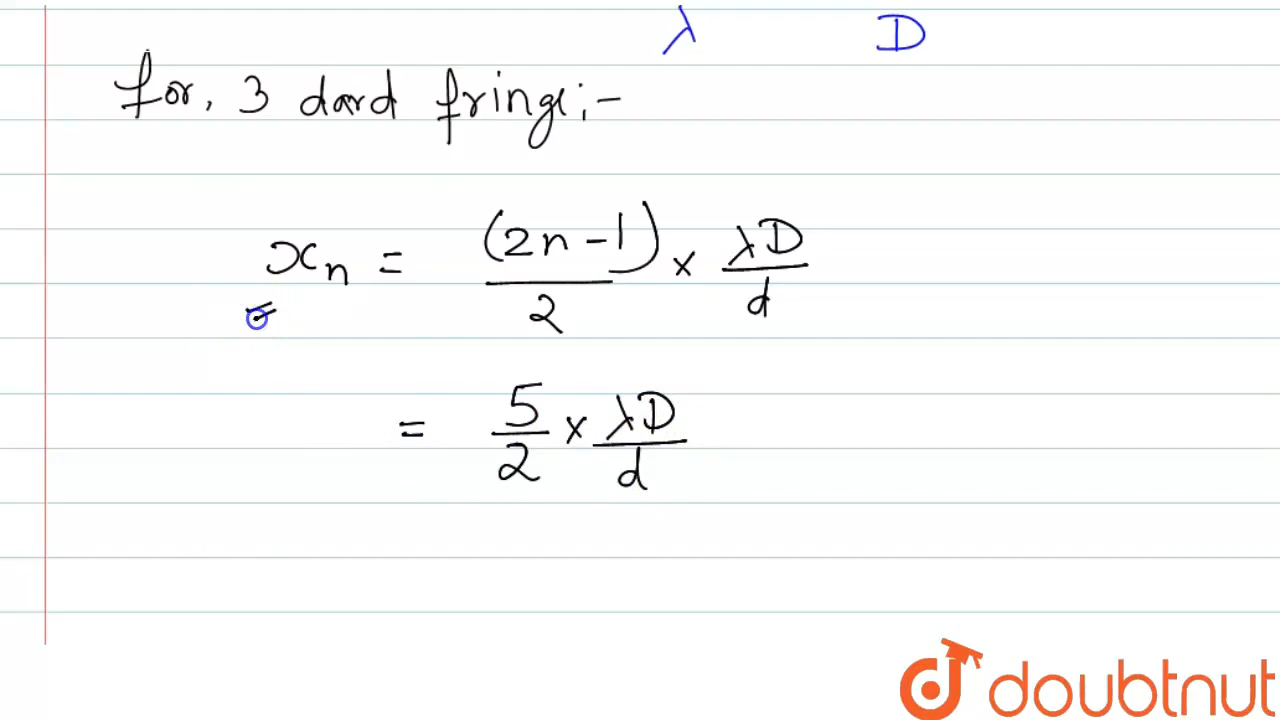 λ D
for, 3 dard fringe;-
xₙ = (2n-1)/2 × λD/d
= 5/2 × λD/d
doubtnut